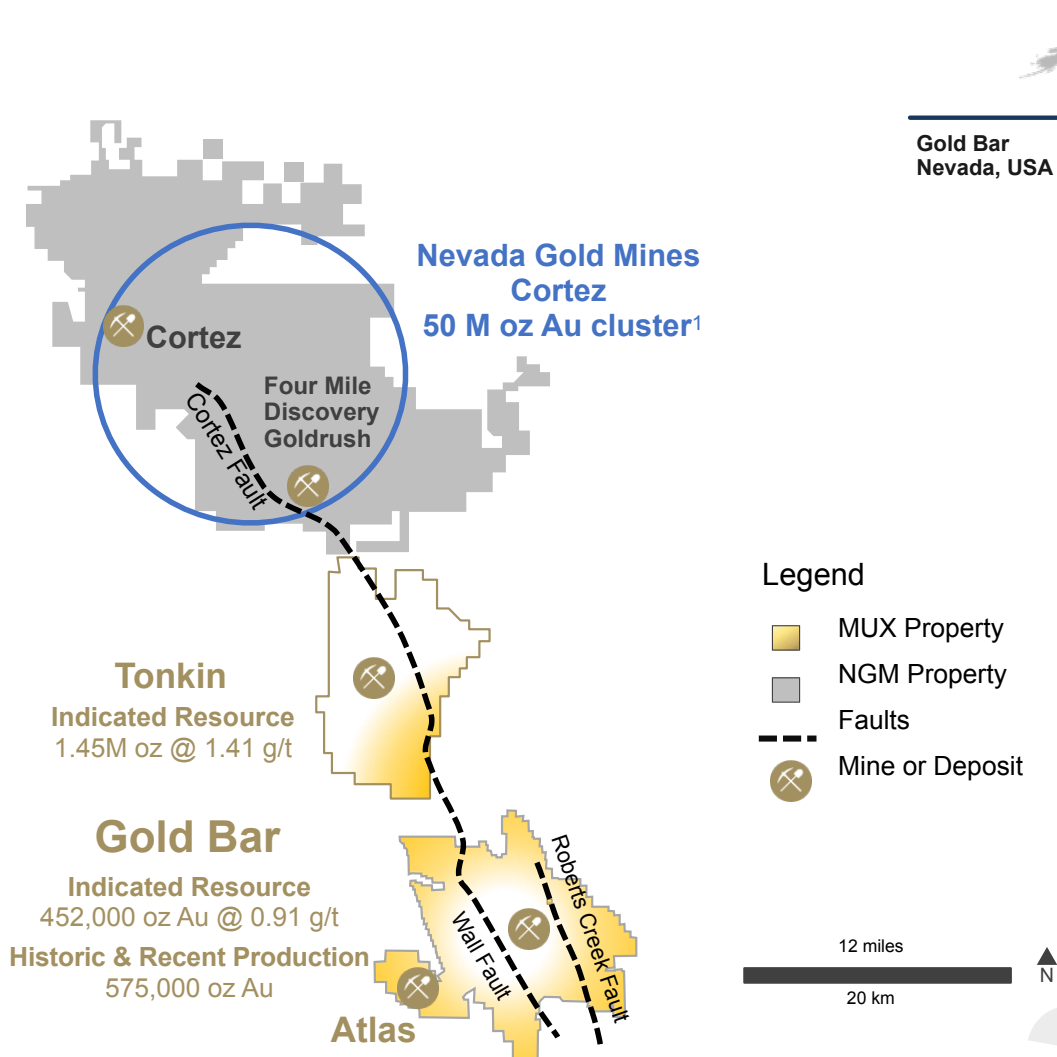 Gold Bar
Nevada, USA
Nevada Gold Mines
Cortez
50 M oz Au cluster¹
Cortez
Four Mile
Discovery
Goldrush
Cortez Fault
Legend
MUX Property
NGM Property
Faults
Mine or Deposit
Tonkin
Indicated Resource
1.45M oz @ 1.41 g/t
Gold Bar
Indicated Resource
452,000 oz Au @ 0.91 g/t
Historic & Recent Production
575,000 oz Au
Atlas
Wall Fault
Roberts Creek Fault
12 miles
20 km
N